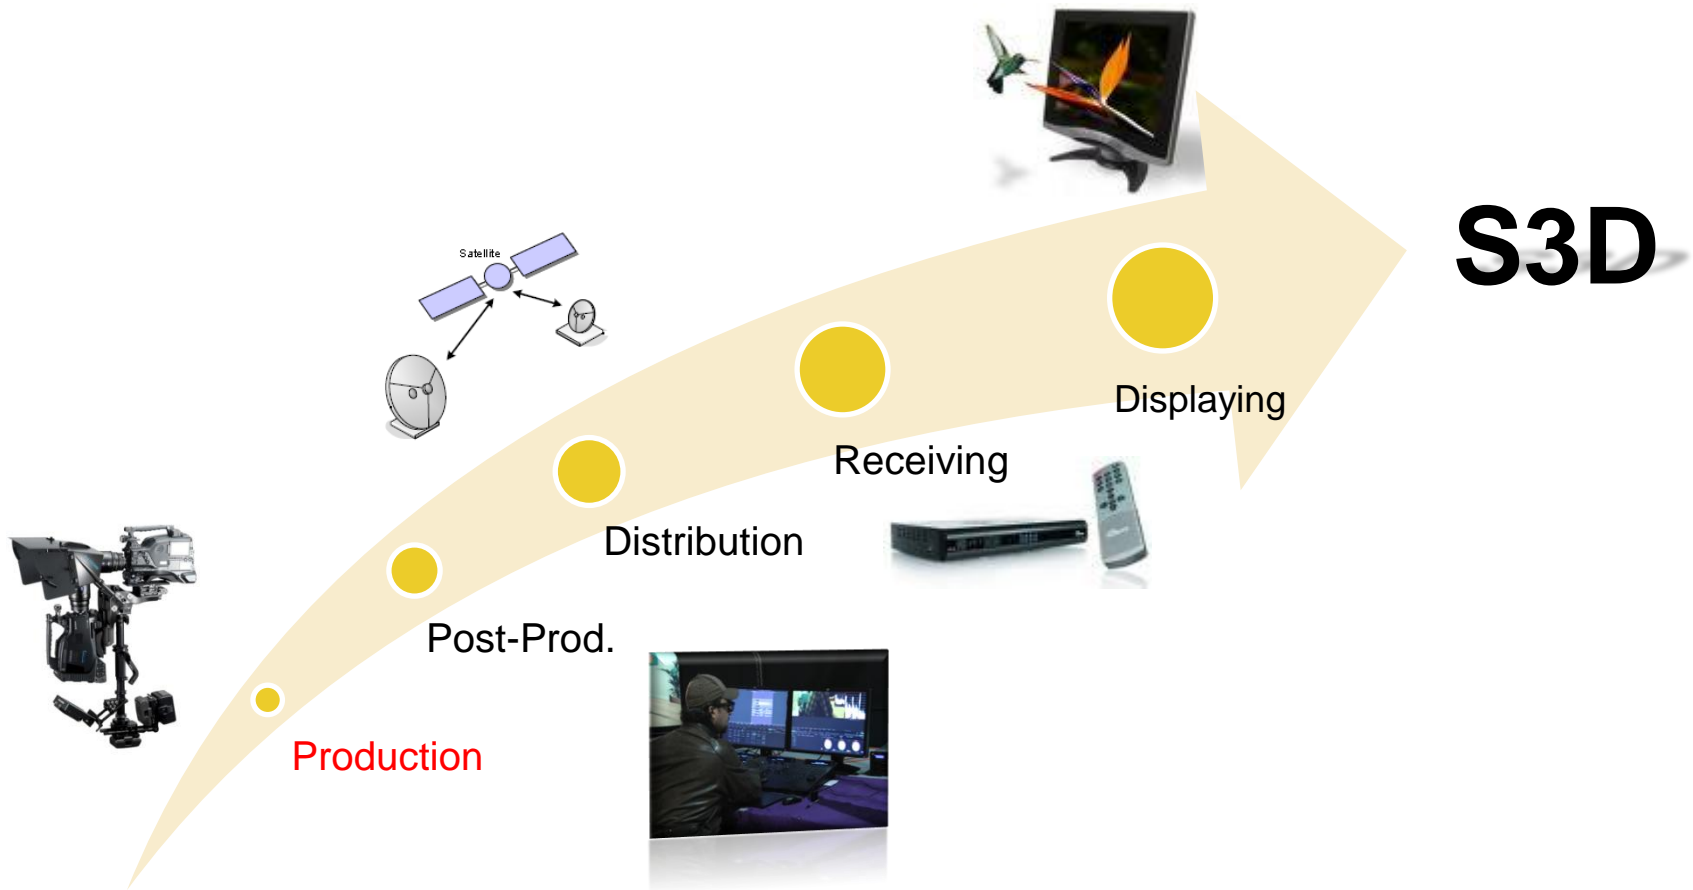 S3D
Satellite
Displaying
Receiving
Distribution
Post-Prod.
Production